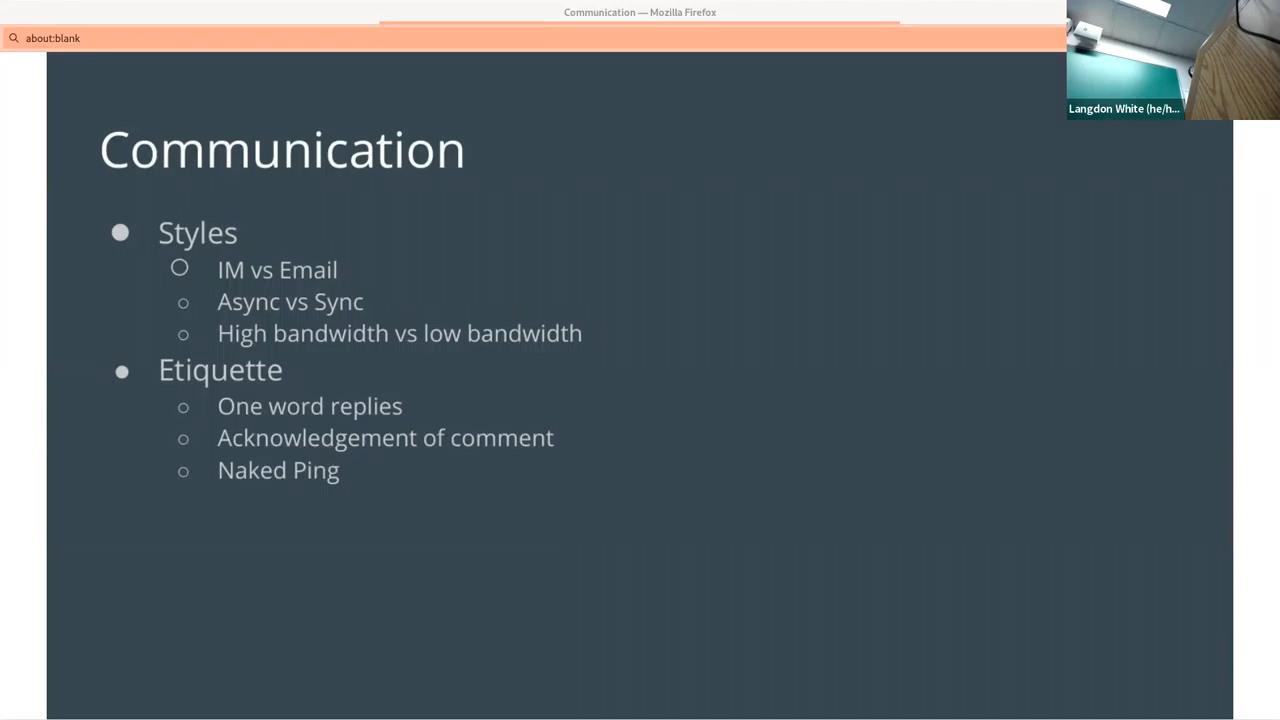 Communication — Mozilla Firefox
about:blank
Langdon White (he/h...
Communication
● Styles
○ IM vs Email
○ Async vs Sync
○ High bandwidth vs low bandwidth
● Etiquette
○ One word replies
○ Acknowledgement of comment
○ Naked Ping